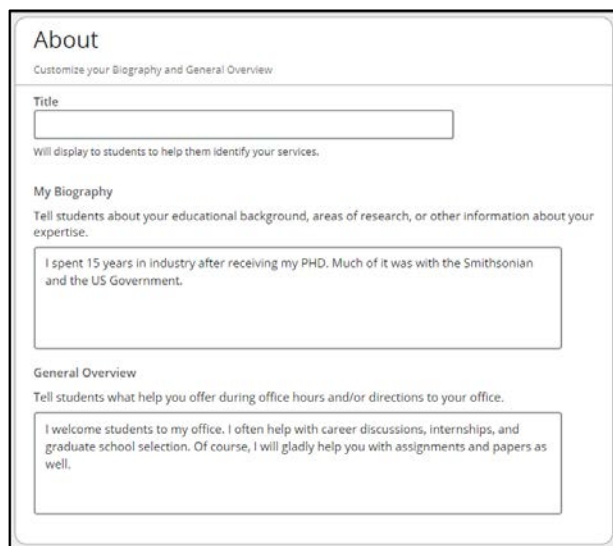 About
Customize your Biography and General Overview
Title
Will display to students to help them identify your services.
My Biography
Tell students about your educational background, areas of research, or other information about your
expertise.
I spent 15 years in industry after receiving my PHD. Much of it was with the Smithsonian
and the US Government.
General Overview
Tell students what help you offer during office hours and/or directions to your office.
I welcome students to my office. I often help with career discussions, internships, and
graduate school selection. Of course, I will gladly help you with assignments and papers as
well.